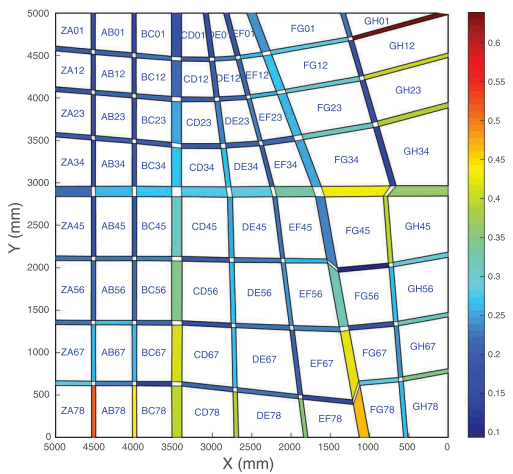 5000
4500
4000
3500
3000
2500
2000
1500
1000
500
0
Y (mm)
ZA01 AB01 BC01 CD01 DE01 EF01 FG01 GH01
ZA12 AB12 BC12 CD12 DE12 EF12 FG12 GH12
ZA23 AB23 BC23 CD23 DE23 EF23 FG23 GH23
ZA34 AB34 BC34 CD34 DE34 EF34 FG34 GH34
ZA45 AB45 BC45 CD45 DE45 EF45 FG45 GH45
ZA56 AB56 BC56 CD56 DE56 EF56 FG56 GH56
ZA67 AB67 BC67 CD67 DE67 EF67 FG67 GH67
ZA78 AB78 BC78 CD78 DE78 EF78 FG78 GH78
5000 4500 4000 3500 3000 2500 2000 1500 1000 500 0
X (mm)
0.6
0.55
0.5
0.45
0.4
0.35
0.3
0.25
0.2
0.15
0.1